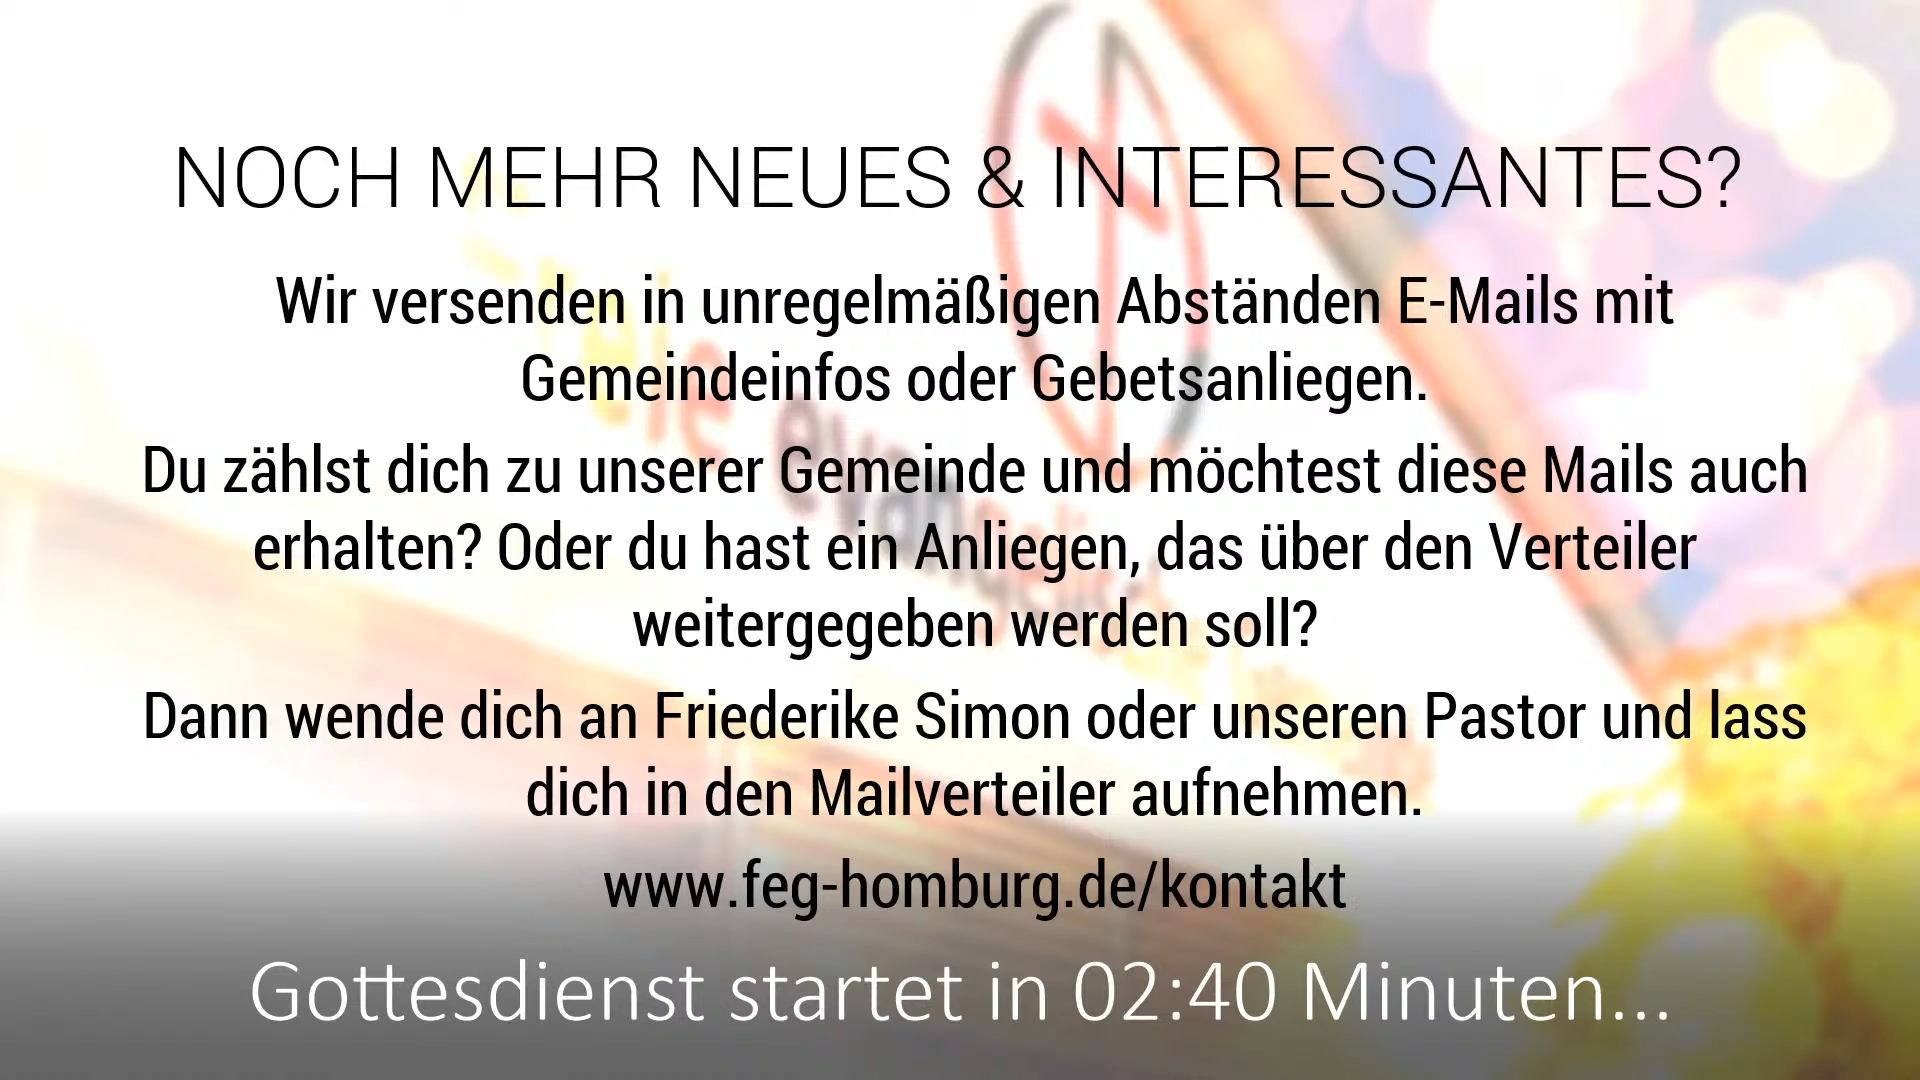 NOCH MEHR NEUES & INTERESSANTES?
Wir versenden in unregelmäßigen Abständen E-Mails mit
Gemeindeinfos oder Gebetsanliegen.
Du zählst dich zu unserer Gemeinde und möchtest diese Mails auch
erhalten? Oder du hast ein Anliegen, das über den Verteiler
weitergegeben werden soll?
Dann wende dich an Friederike Simon oder unseren Pastor und lass
dich in den Mailverteiler aufnehmen.
www.feg-homburg.de/kontakt
Gottesdienst startet in 02:40 Minuten...